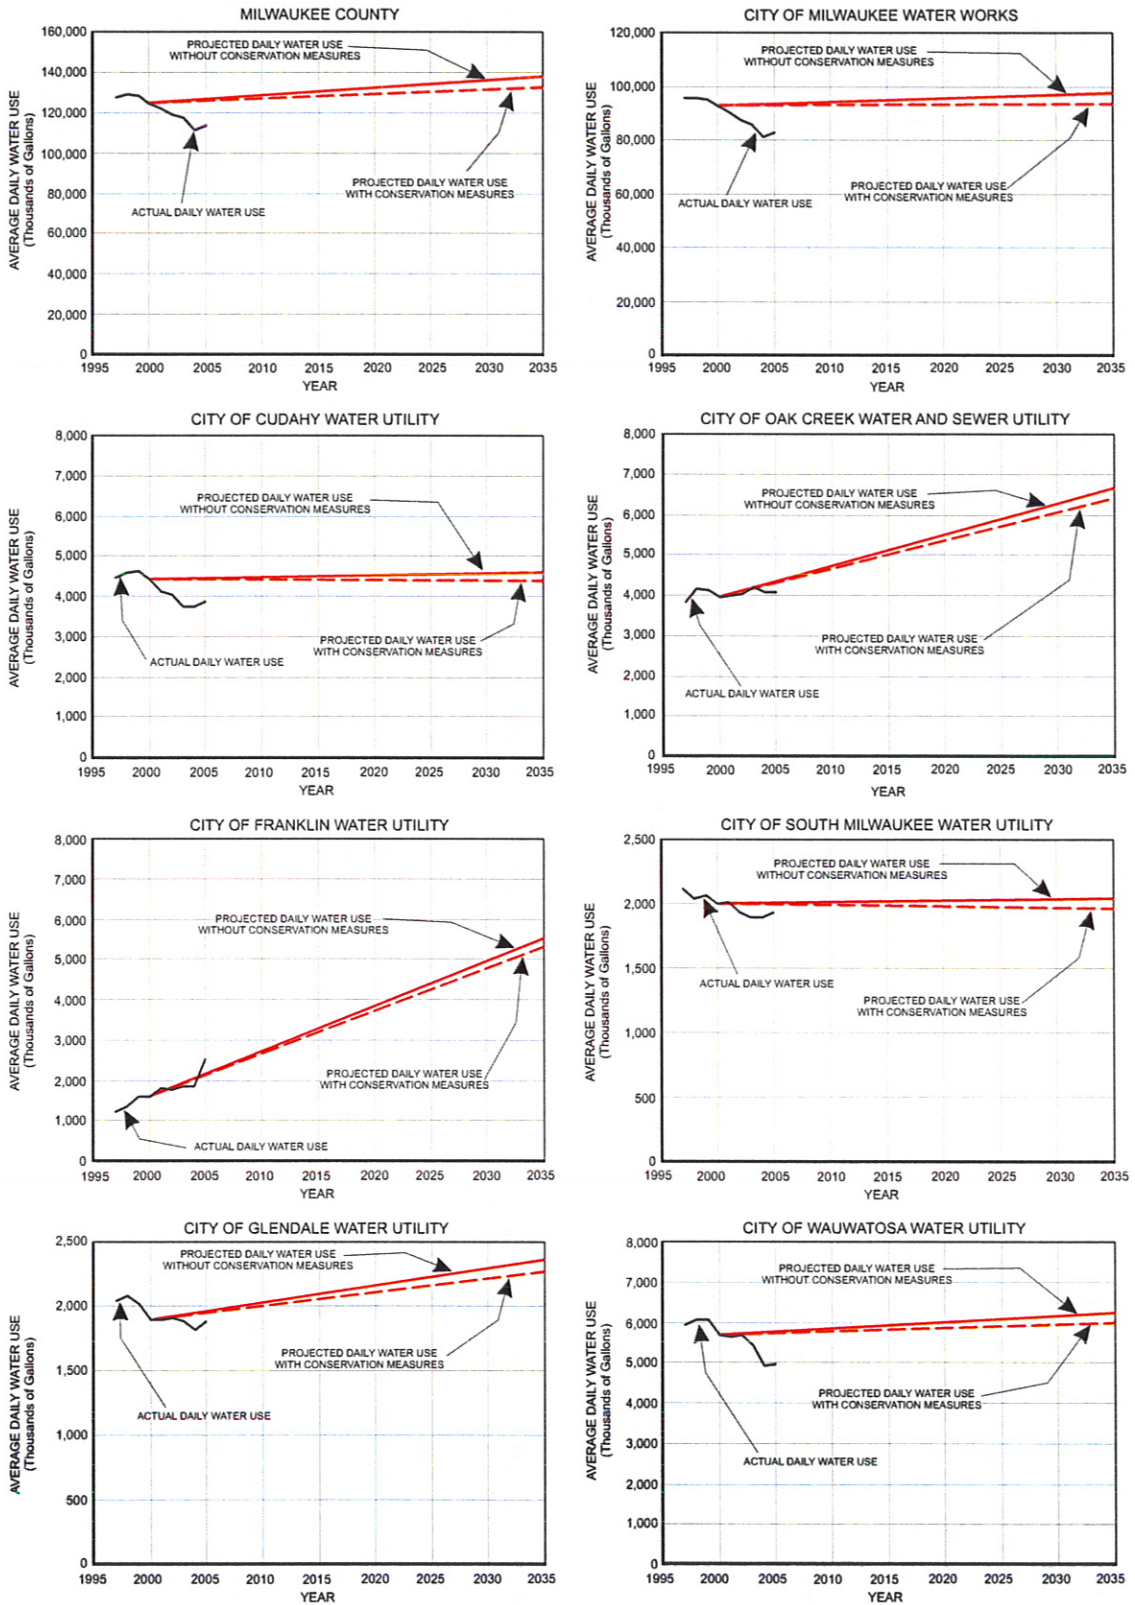 MILWAUKEE COUNTY
160,000
140,000
120,000
100,000
80,000
60,000
40,000
20,000
0
AVERAGE DAILY WATER USE
(Thousands of Gallons)
PROJECTED DAILY WATER USE
WITHOUT CONSERVATION MEASURES
PROJECTED DAILY WATER USE
WITH CONSERVATION MEASURES
ACTUAL DAILY WATER USE
1995 2000 2005 2010 2015 2020 2025 2030 2035
YEAR
CITY OF MILWAUKEE WATER WORKS
120,000
100,000
80,000
60,000
40,000
20,000
0
AVERAGE DAILY WATER USE
(Thousands of Gallons)
PROJECTED DAILY WATER USE
WITHOUT CONSERVATION MEASURES
PROJECTED DAILY WATER USE
WITH CONSERVATION MEASURES
ACTUAL DAILY WATER USE
1995 2000 2005 2010 2015 2020 2025 2030 2035
YEAR
CITY OF CUDAHY WATER UTILITY
8,000
7,000
6,000
5,000
4,000
3,000
2,000
1,000
0
AVERAGE DAILY WATER USE
(Thousands of Gallons)
PROJECTED DAILY WATER USE
WITHOUT CONSERVATION MEASURES
PROJECTED DAILY WATER USE
WITH CONSERVATION MEASURES
ACTUAL DAILY WATER USE
1995 2000 2005 2010 2015 2020 2025 2030 2035
YEAR
CITY OF OAK CREEK WATER AND SEWER UTILITY
8,000
7,000
6,000
5,000
4,000
3,000
2,000
1,000
0
AVERAGE DAILY WATER USE
(Thousands of Gallons)
PROJECTED DAILY WATER USE
WITHOUT CONSERVATION MEASURES
PROJECTED DAILY WATER USE
WITH CONSERVATION MEASURES
ACTUAL DAILY WATER USE
1995 2000 2005 2010 2015 2020 2025 2030 2035
YEAR
CITY OF FRANKLIN WATER UTILITY
8,000
7,000
6,000
5,000
4,000
3,000
2,000
1,000
0
AVERAGE DAILY WATER USE
(Thousands of Gallons)
PROJECTED DAILY WATER USE
WITHOUT CONSERVATION MEASURES
PROJECTED DAILY WATER USE
WITH CONSERVATION MEASURES
ACTUAL DAILY WATER USE
1995 2000 2005 2010 2015 2020 2025 2030 2035
YEAR
CITY OF SOUTH MILWAUKEE WATER UTILITY
2,500
2,000
1,500
1,000
500
0
AVERAGE DAILY WATER USE
(Thousands of Gallons)
PROJECTED DAILY WATER USE
WITHOUT CONSERVATION MEASURES
ACTUAL DAILY WATER USE
PROJECTED DAILY WATER USE
WITH CONSERVATION MEASURES
1995 2000 2005 2010 2015 2020 2025 2030 2035
YEAR
CITY OF GLENDALE WATER UTILITY
2,500
2,000
1,500
1,000
500
0
AVERAGE DAILY WATER USE
(Thousands of Gallons)
PROJECTED DAILY WATER USE
WITHOUT CONSERVATION MEASURES
PROJECTED DAILY WATER USE
WITH CONSERVATION MEASURES
ACTUAL DAILY WATER USE
1995 2000 2005 2010 2015 2020 2025 2030 2035
YEAR
CITY OF WAUWATOSA WATER UTILITY
8,000
7,000
6,000
5,000
4,000
3,000
2,000
1,000
0
AVERAGE DAILY WATER USE
(Thousands of Gallons)
PROJECTED DAILY WATER USE
WITHOUT CONSERVATION MEASURES
PROJECTED DAILY WATER USE
WITH CONSERVATION MEASURES
ACTUAL DAILY WATER USE
1995 2000 2005 2010 2015 2020 2025 2030 2035
YEAR